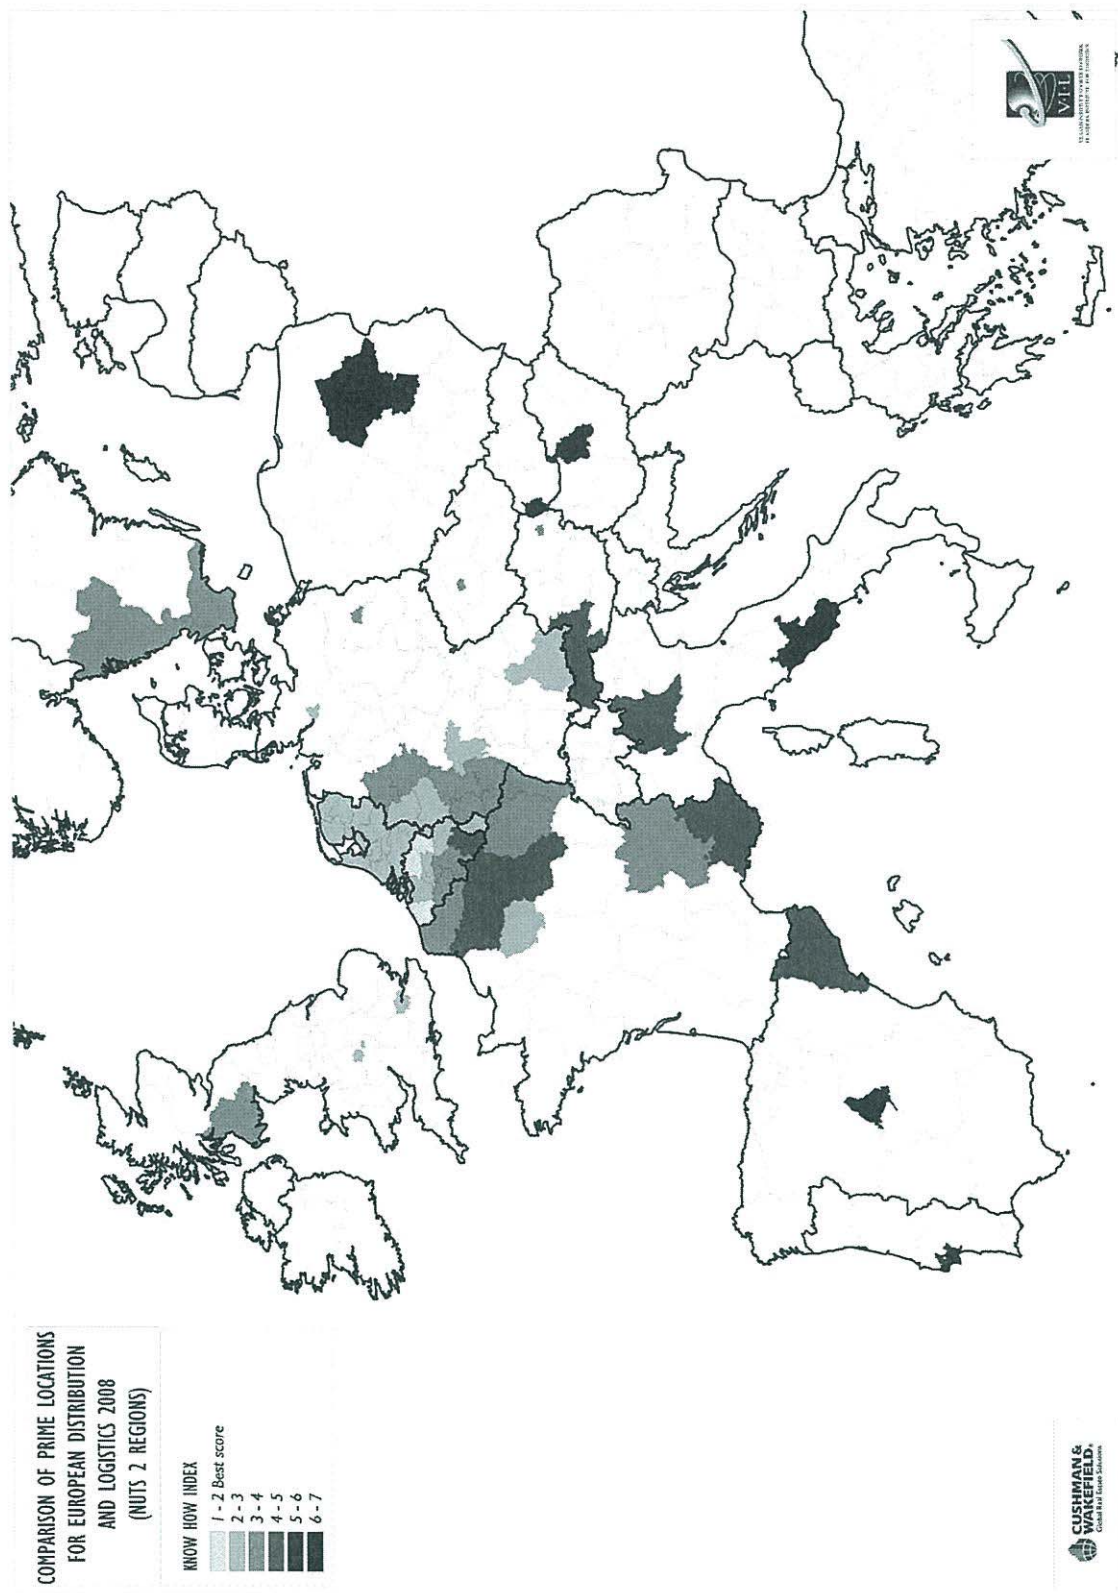 COMPARISON OF PRIME LOCATIONS
FOR EUROPEAN DISTRIBUTION
AND LOGISTICS 2008
(NUTS 2 REGIONS)
KNOW HOW INDEX
1 - 2 Best score
2 - 3
3 - 4
4 - 5
5 - 6
6 - 7
CUSHMAN &
WAKEFIELD®
Global Real Estate Solutions
V·I·L